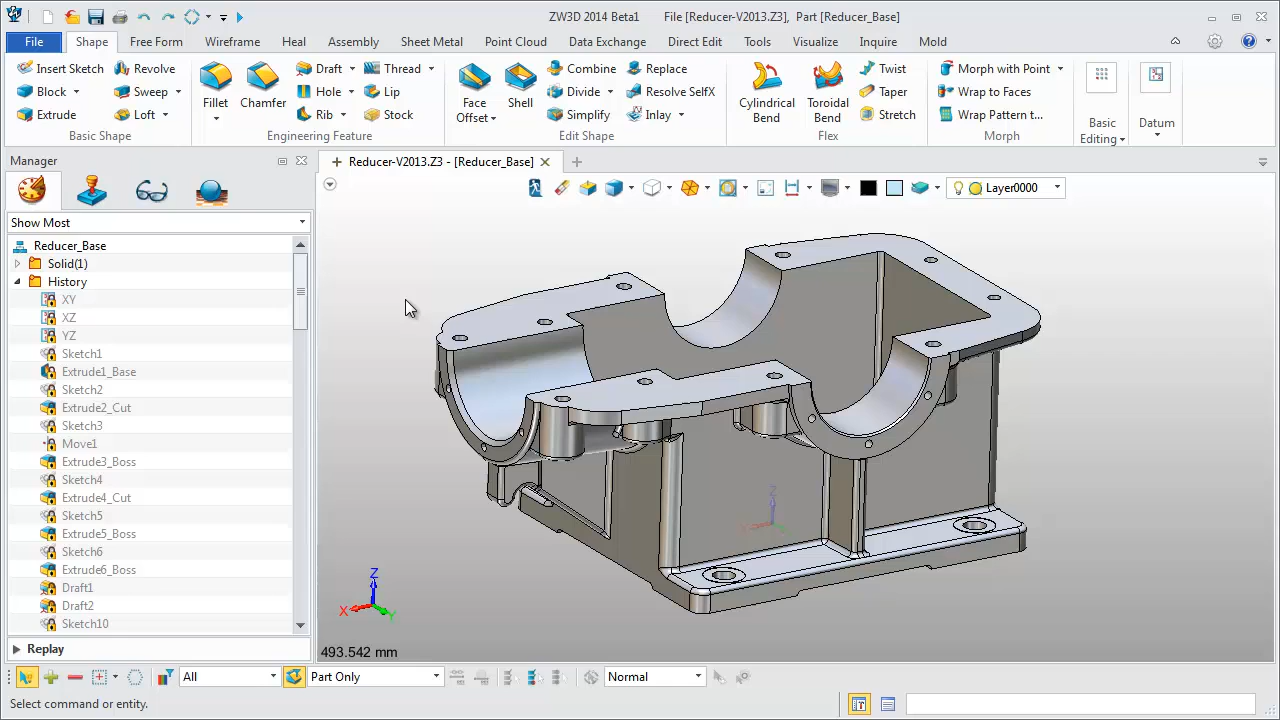 ZW3D 2014 Beta1 File [Reducer-V2013.Z3], Part [Reducer_Base]
File Shape Free Form Wireframe Heal Assembly Sheet Metal Point Cloud Data Exchange Direct Edit Tools Visualize Inquire Electrode Mold
Insert Sketch Revolve Draft Thread Combine Replace Twist Morph with Point
Block Sweep Hole Lip Divide Resolve SelfX Taper Wrap to Faces
Extrude Loft Rib Stock Simplify Inlay Stretch Wrap Pattern t...
Fillet Chamfer Face Offset Shell Cylindrical Bend Toroidal Bend Basic Editing Datum
Basic Shape Engineering Feature Edit Shape Flex Morph
Manager
Reducer-V2013.Z3 - [Reducer_Base]
Layer0000
Show Most
Reducer_Base
Solid(1)
History
XY
XZ
YZ
Sketch1
Extrude1_Base
Sketch2
Extrude2_Cut
Sketch3
Move1
Extrude3_Boss
Sketch4
Extrude4_Cut
Sketch5
Extrude5_Boss
Sketch6
Extrude6_Boss
Draft1
Draft2
Sketch10
Replay
Z
X
Y
Z
493.542 mm
All Part Only Normal
Select command or entity.